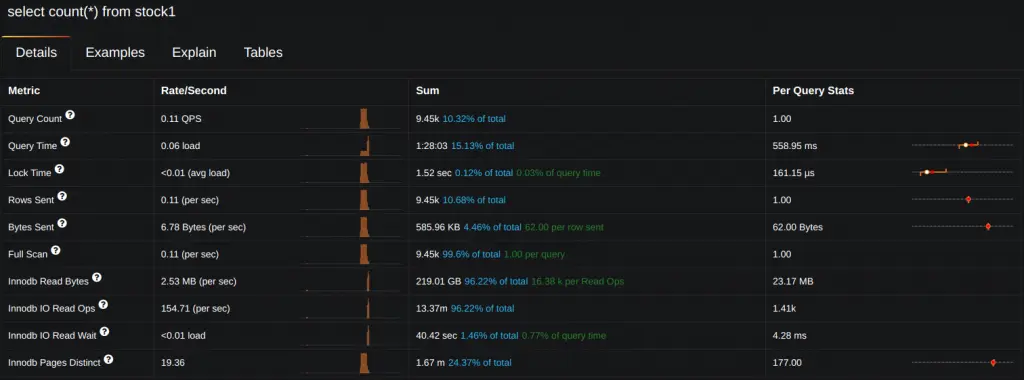 select count(*) from stock1
Details Examples Explain Tables
Metric Rate/Second Sum Per Query Stats
Query Count ? 0.11 QPS 9.45k 10.32% of total 1.00
Query Time ? 0.06 load 1:28:03 15.13% of total 558.95 ms
Lock Time ? <0.01 (avg load) 1.52 sec 0.12% of total 0.03% of query time 161.15 µs
Rows Sent ? 0.11 (per sec) 9.45k 10.68% of total 1.00
Bytes Sent ? 6.78 Bytes (per sec) 585.96 KB 4.46% of total 62.00 per row sent 62.00 Bytes
Full Scan ? 0.11 (per sec) 9.45k 99.6% of total 1.00 per query 1.00
Innodb Read Bytes ? 2.53 MB (per sec) 219.01 GB 96.22% of total 16.38 k per Read Ops 23.17 MB
Innodb IO Read Ops ? 154.71 (per sec) 13.37m 96.22% of total 1.41k
Innodb IO Read Wait ? <0.01 load 40.42 sec 1.46% of total 0.77% of query time 4.28 ms
Innodb Pages Distinct ? 19.36 1.67 m 24.37% of total 177.00